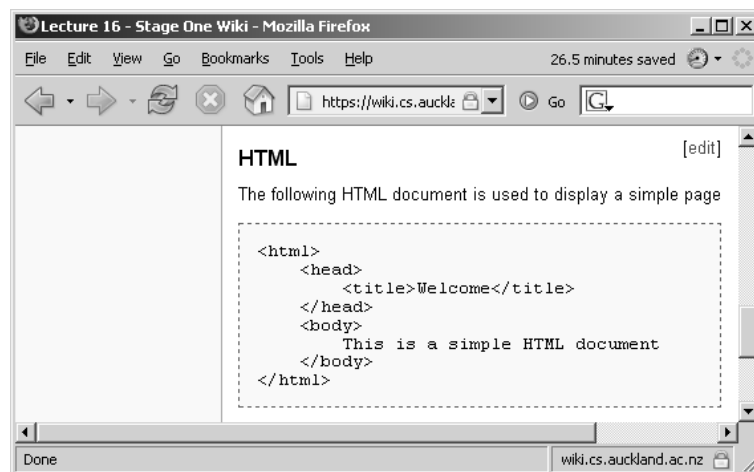 Lecture 16 - Stage One Wiki - Mozilla Firefox
File Edit View Go Bookmarks Tools Help 26.5 minutes saved
https://wiki.cs.auckla Go G
[edit]
HTML
The following HTML document is used to display a simple page
<html>
<head>
<title>Welcome</title>
</head>
<body>
This is a simple HTML document
</body>
</html>
Done wiki.cs.auckland.ac.nz